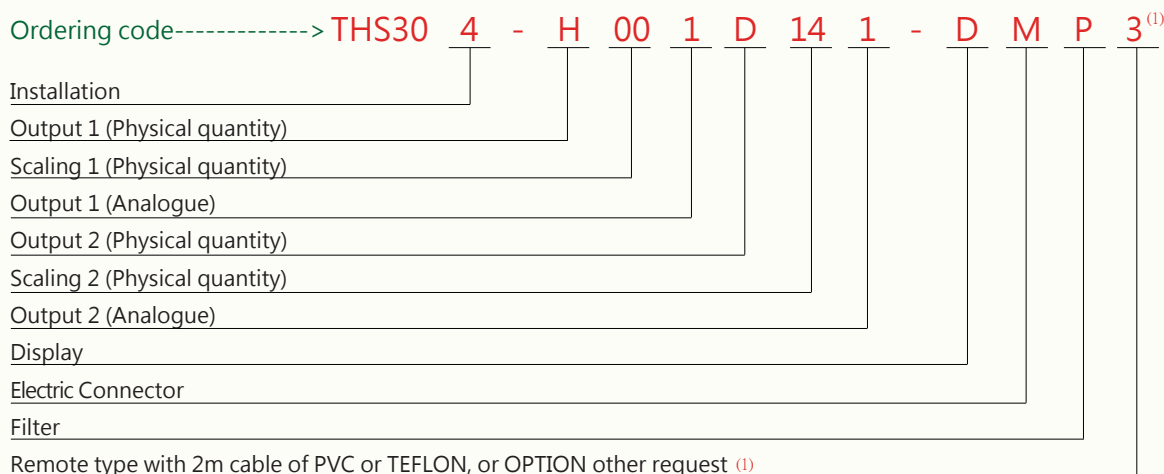 Ordering code-------------> THS30 4 - H 00 1 D 14 1 - D M P 3 (1)
Installation
Output 1 (Physical quantity)
Scaling 1 (Physical quantity)
Output 1 (Analogue)
Output 2 (Physical quantity)
Scaling 2 (Physical quantity)
Output 2 (Analogue)
Display
Electric Connector
Filter
Remote type with 2m cable of PVC or TEFLON, or OPTION other request (1)